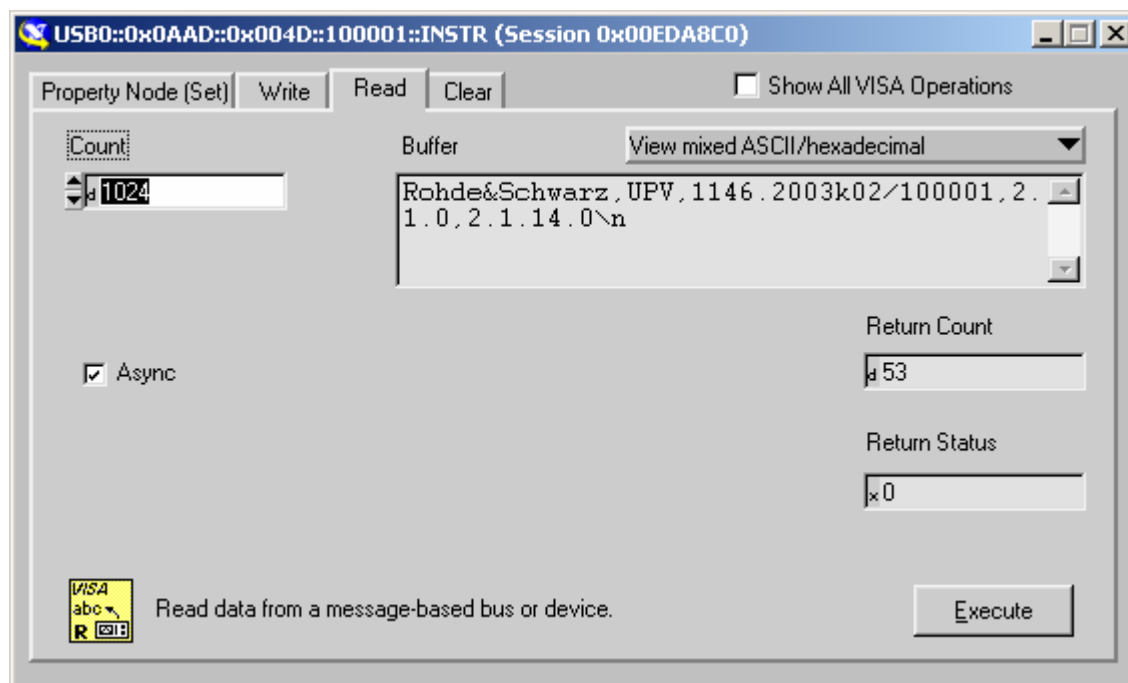 USB0::0x0AAD::0x004D::100001::INSTR (Session 0x00EDA8C0)
Property Node (Set) Write Read Clear
Show All VISA Operations
Count
Buffer
View mixed ASCII/hexadecimal
d 1024
Rohde&Schwarz,UPV,1146.2003k02/100001,2.
1.0,2.1.14.0\n
Return Count
d 53
Async
Return Status
x 0
VISA
abc
R
Read data from a message-based bus or device.
Execute